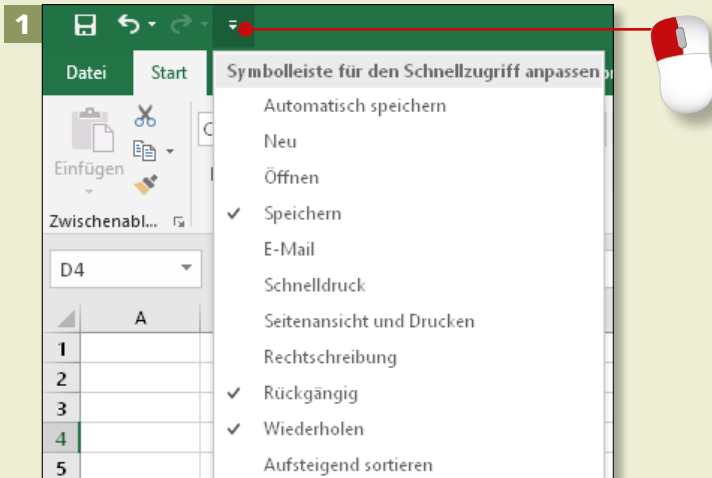 1
Datei Start
Symbolleiste für den Schnellzugriff anpassen
Automatisch speichern
Neu
Öffnen
Einfügen
Speichern
Zwischenabl...
E-Mail
D4
Schnelldruck
Seitenansicht und Drucken
A
Rechtschreibung
1
2
Rückgängig
3
Wiederholen
4
Aufsteigend sortieren
5